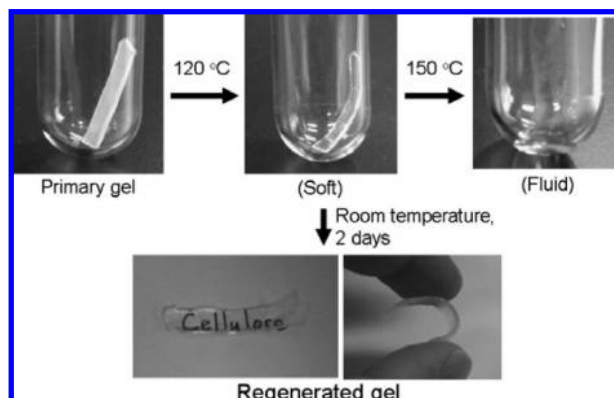 120 °C
150 °C
Primary gel
(Soft)
(Fluid)
Room temperature,
2 days
Cellulose
Regenerated gel